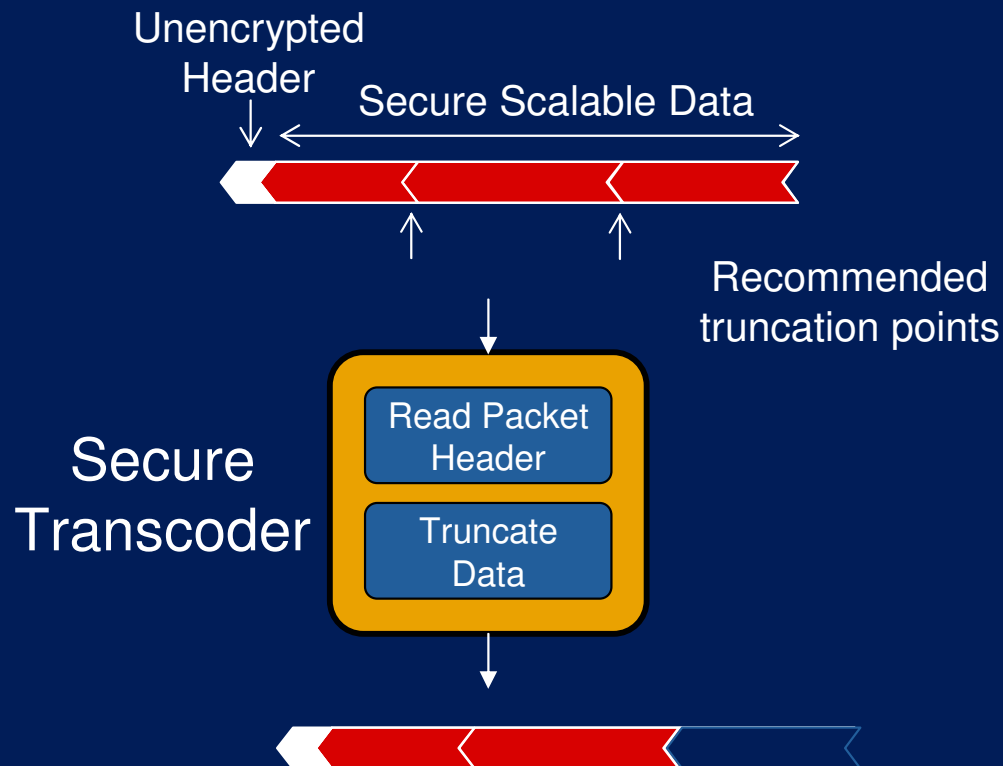 Unencrypted
Header
Secure Scalable Data
Recommended
truncation points
Secure
Transcoder
Read Packet
Header
Truncate
Data